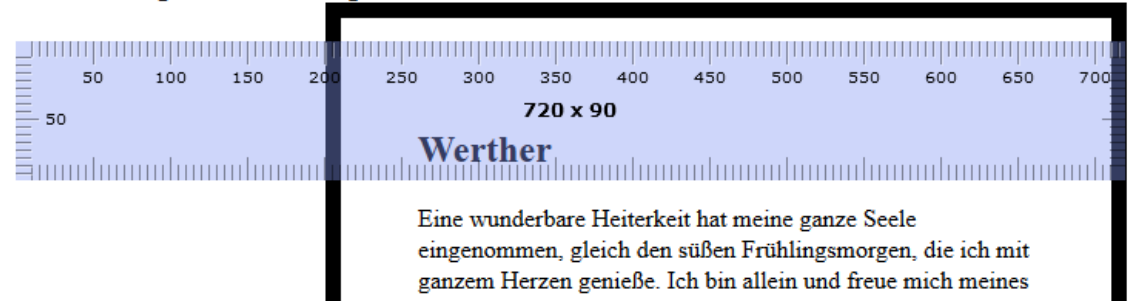 50 100 150 200 250 300 350 400 450 500 550 600 650 700
720 x 90
50
Werther
Eine wunderbare Heiterkeit hat meine ganze Seele
eingenommen, gleich den süßen Frühlingsmorgen, die ich mit
ganzem Herzen genieße. Ich bin allein und freue mich meines